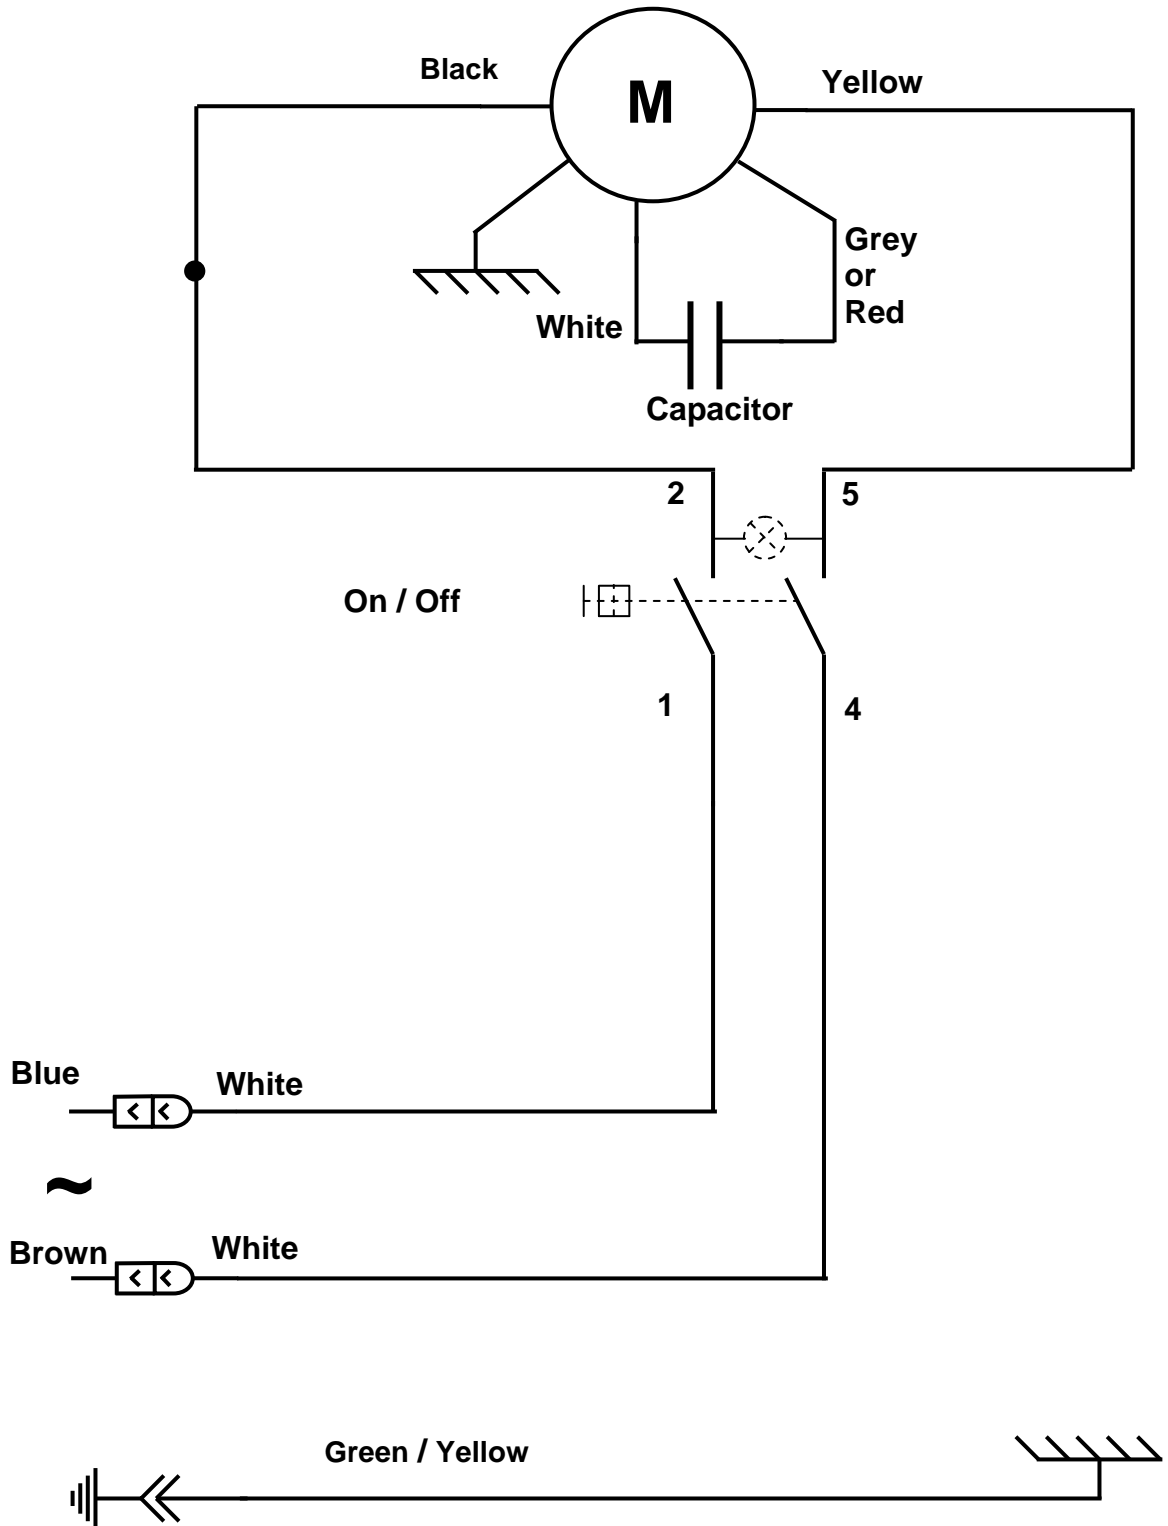 Black
M
Yellow
Grey
or
Red
White
Capacitor
2
5
On / Off
1
4
Blue
White
~
Brown
White
Green / Yellow